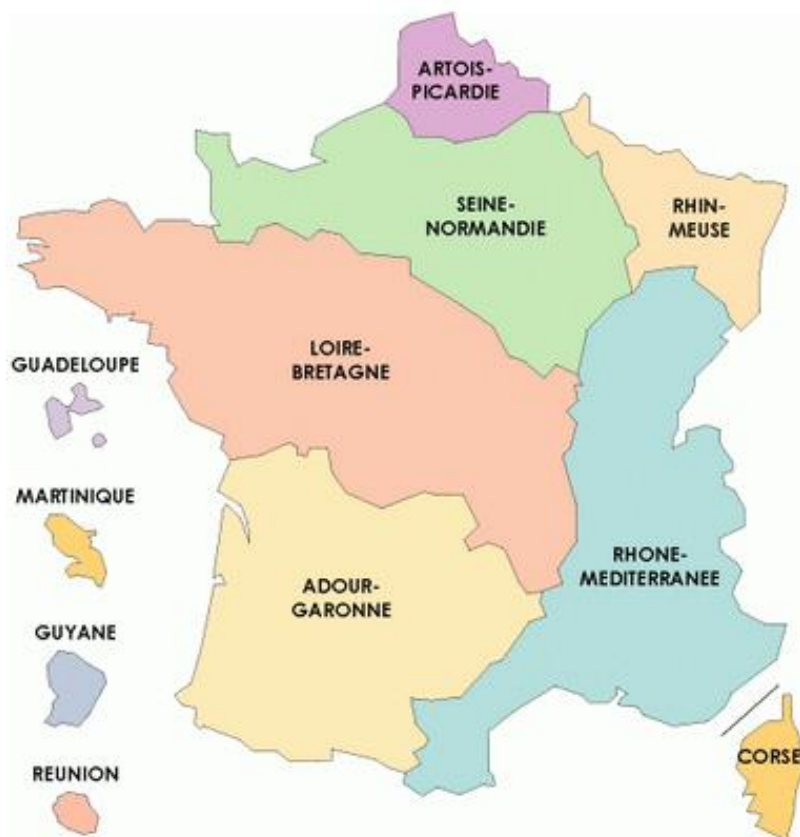 ARTOIS-
PICARDIE
SEINE-
NORMANDIE
RHIN-
MEUSE
LOIRE-
BRETAGNE
GUADELOUPE
MARTINIQUE
RHONE-
MEDITERRANEE
ADOUR-
GARONNE
GUYANE
REUNION
CORSE